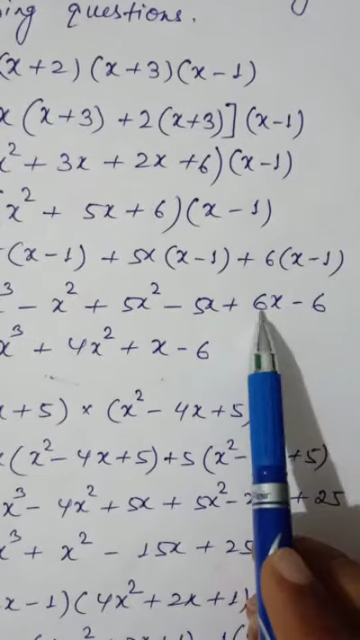 ing questions.
(x+2)(x+3)(x-1)
x(x+3)+2(x+3)](x-1)
x² + 3x + 2x + 6)(x-1)
x² + 5x + 6)(x-1)
(x-1) + 5x(x-1) + 6(x-1)
3 - x² + 5x² - 5x + 6x - 6
x³ + 4x² + x - 6
x + 5) × (x² - 4x + 5
(x² - 4x + 5) + 5(x² - + 5)
x³ - 4x² + 5x + 5x² - 2 + 25
x³ + x² - 15x + 25
x-1)(4x² + 2x + 1